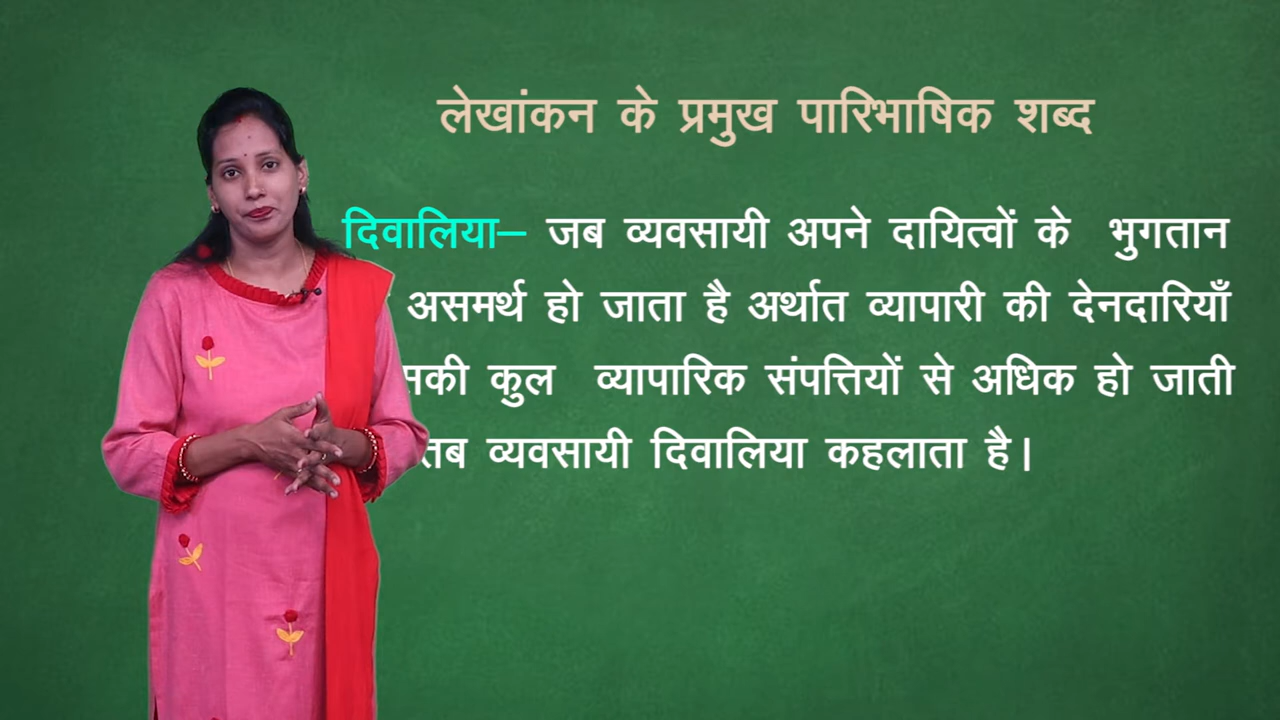 लेखांकन के प्रमुख पारिभाषिक शब्द
दिवालिया– जब व्यवसायी अपने दायित्वों के भुगतान
असमर्थ हो जाता है अर्थात व्यापारी की देनदारियाँ
कुल व्यापारिक संपत्तियों से अधिक हो जाती
तब व्यवसायी दिवालिया कहलाता है।